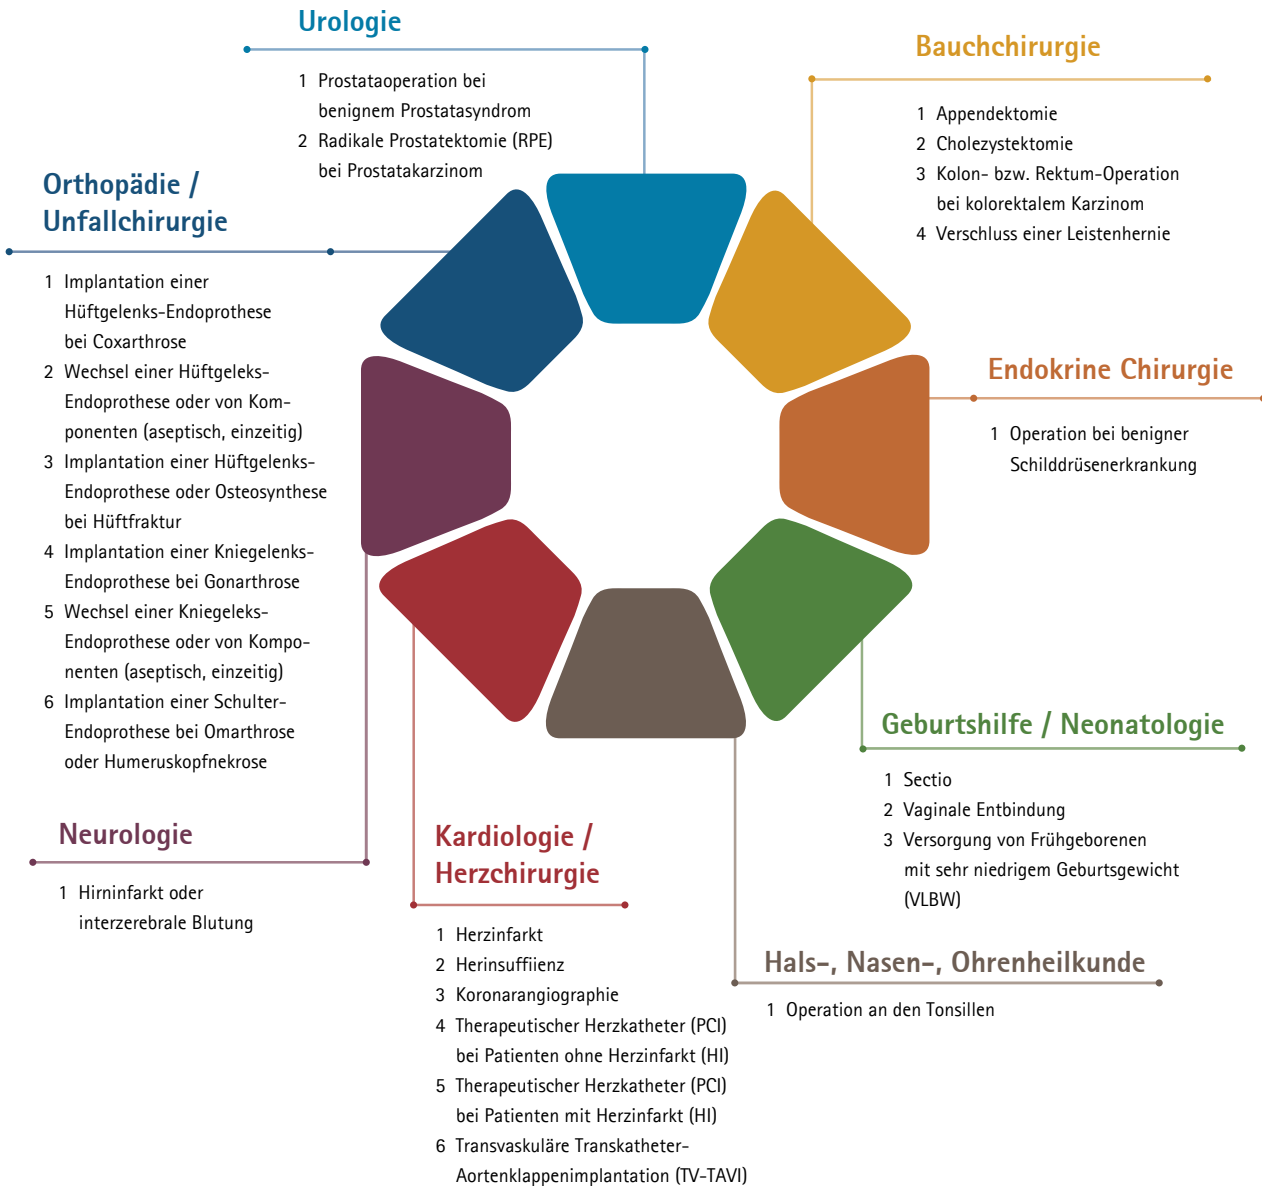 Urologie
1 Prostataoperation bei
benignem Prostatasyndrom
2 Radikale Prostatektomie (RPE)
bei Prostatakarzinom
Bauchchirurgie
1 Appendektomie
2 Cholezystektomie
3 Kolon- bzw. Rektum-Operation
bei kolorektalem Karzinom
4 Verschluss einer Leistenhernie
Orthopädie /
Unfallchirurgie
1 Implantation einer
Hüftgelenks-Endoprothese
bei Coxarthrose
2 Wechsel einer Hüftgeleks-
Endoprothese oder von Kom-
ponenten (aseptisch, einzeitig)
3 Implantation einer Hüftgelenks-
Endoprothese oder Osteosynthese
bei Hüftfraktur
4 Implantation einer Kniegelenks-
Endoprothese bei Gonarthrose
5 Wechsel einer Kniegeleks-
Endoprothese oder von Kompo-
nenten (aseptisch, einzeitig)
6 Implantation einer Schulter-
Endoprothese bei Omarthrose
oder Humeruskopfnekrose
Endokrine Chirurgie
1 Operation bei benigner
Schilddrüsenerkrankung
Geburtshilfe / Neonatologie
1 Sectio
2 Vaginale Entbindung
3 Versorgung von Frühgeborenen
mit sehr niedrigem Geburtsgewicht
(VLBW)
Neurologie
1 Hirninfarkt oder
interzerebrale Blutung
Kardiologie /
Herzchirurgie
1 Herzinfarkt
2 Herinsuffiienz
3 Koronarangiographie
4 Therapeutischer Herzkatheter (PCI)
bei Patienten ohne Herzinfarkt (HI)
5 Therapeutischer Herzkatheter (PCI)
bei Patienten mit Herzinfarkt (HI)
6 Transvaskuläre Transkatheter-
Aortenklappenimplantation (TV-TAVI)
Hals-, Nasen-, Ohrenheilkunde
1 Operation an den Tonsillen